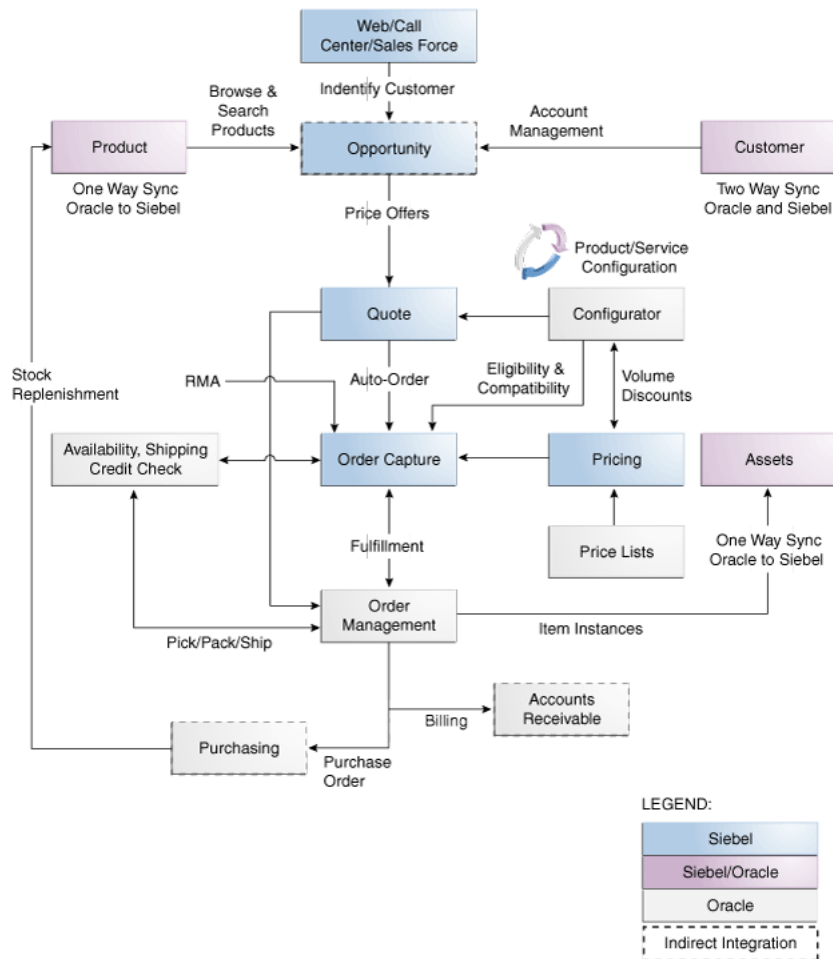 Web/Call
Center/Sales Force
Indentify Customer
Browse &
Search
Products
Account
Management
Product
Opportunity
Customer
One Way Sync
Oracle to Siebel
Two Way Sync
Oracle and Siebel
Price Offers
Product/Service
Configuration
Quote
Configurator
Stock
Replenishment
RMA
Auto-Order
Eligibility &
Compatibility
Volume
Discounts
Availability, Shipping
Credit Check
Order Capture
Pricing
Assets
Fulfillment
Price Lists
One Way Sync
Oracle to Siebel
Order
Management
Pick/Pack/Ship
Item Instances
Accounts
Receivable
Billing
Purchasing
Purchase
Order
LEGEND:
Siebel
Siebel/Oracle
Oracle
Indirect Integration